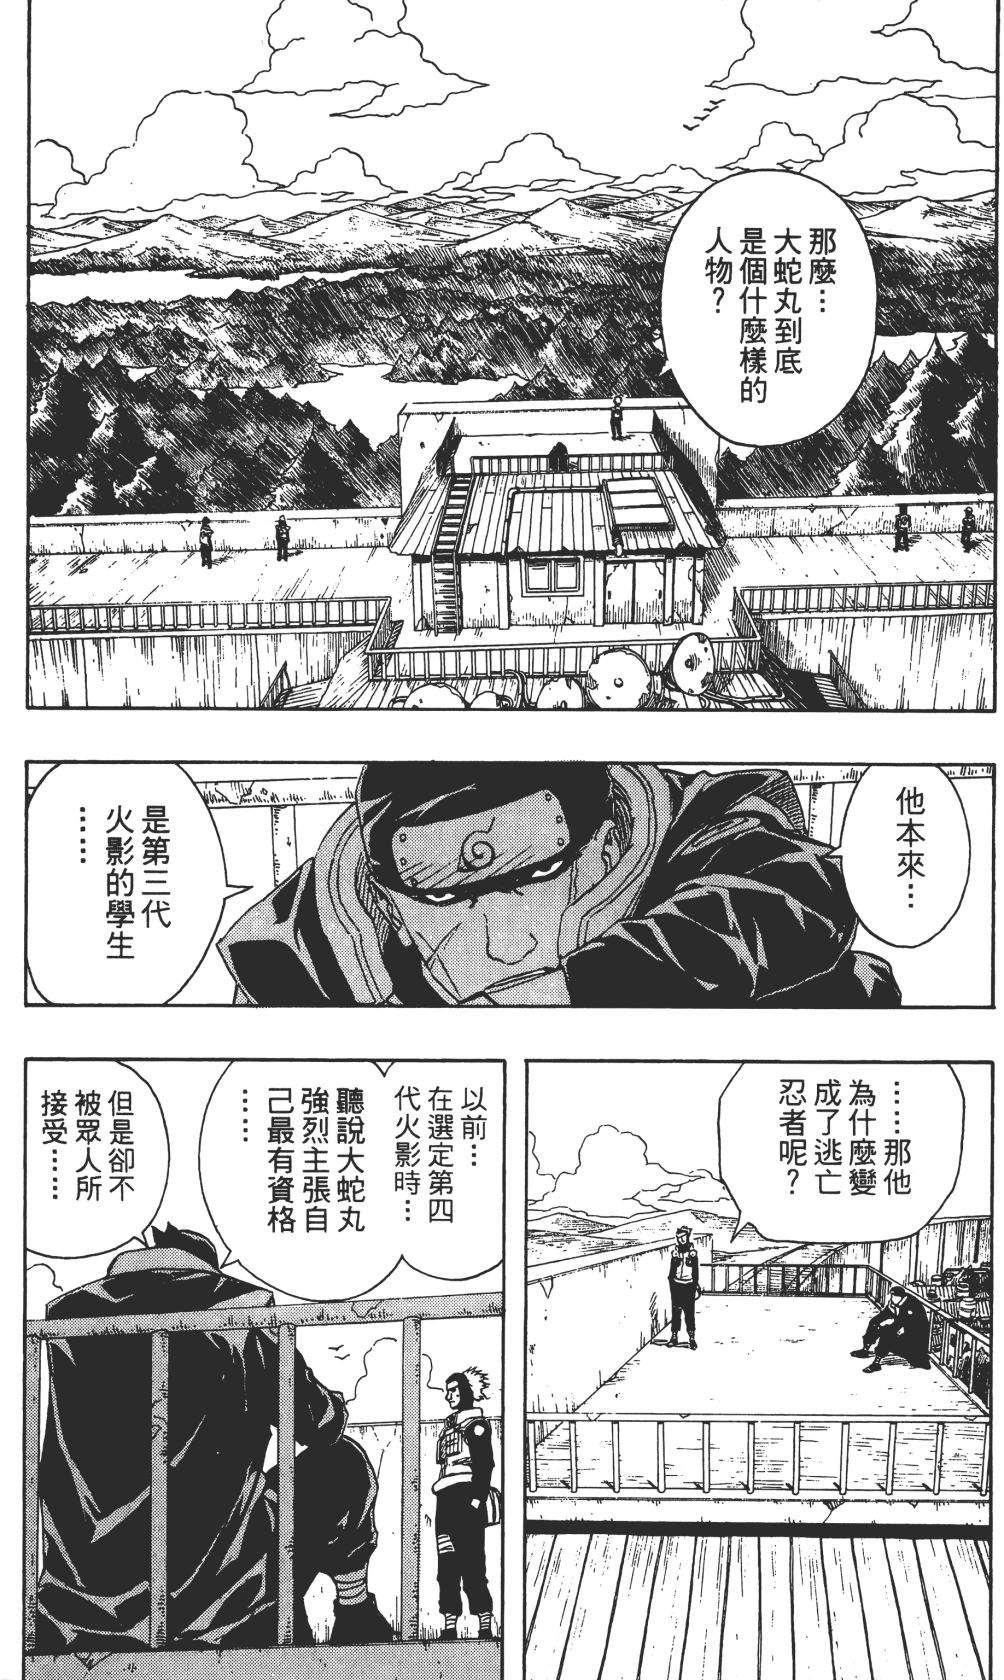 那麼⋯
大蛇丸到底
是個什麼樣的
人物？
他本來⋯
是第三代
火影的學生
⋯⋯
⋯⋯那他
為什麼變
成了逃亡
忍者呢？
以前⋯
在選定第四
代火影時⋯
聽說大蛇丸
強烈主張自
己最有資格
⋯⋯
但是卻不
被眾人所
接受⋯⋯